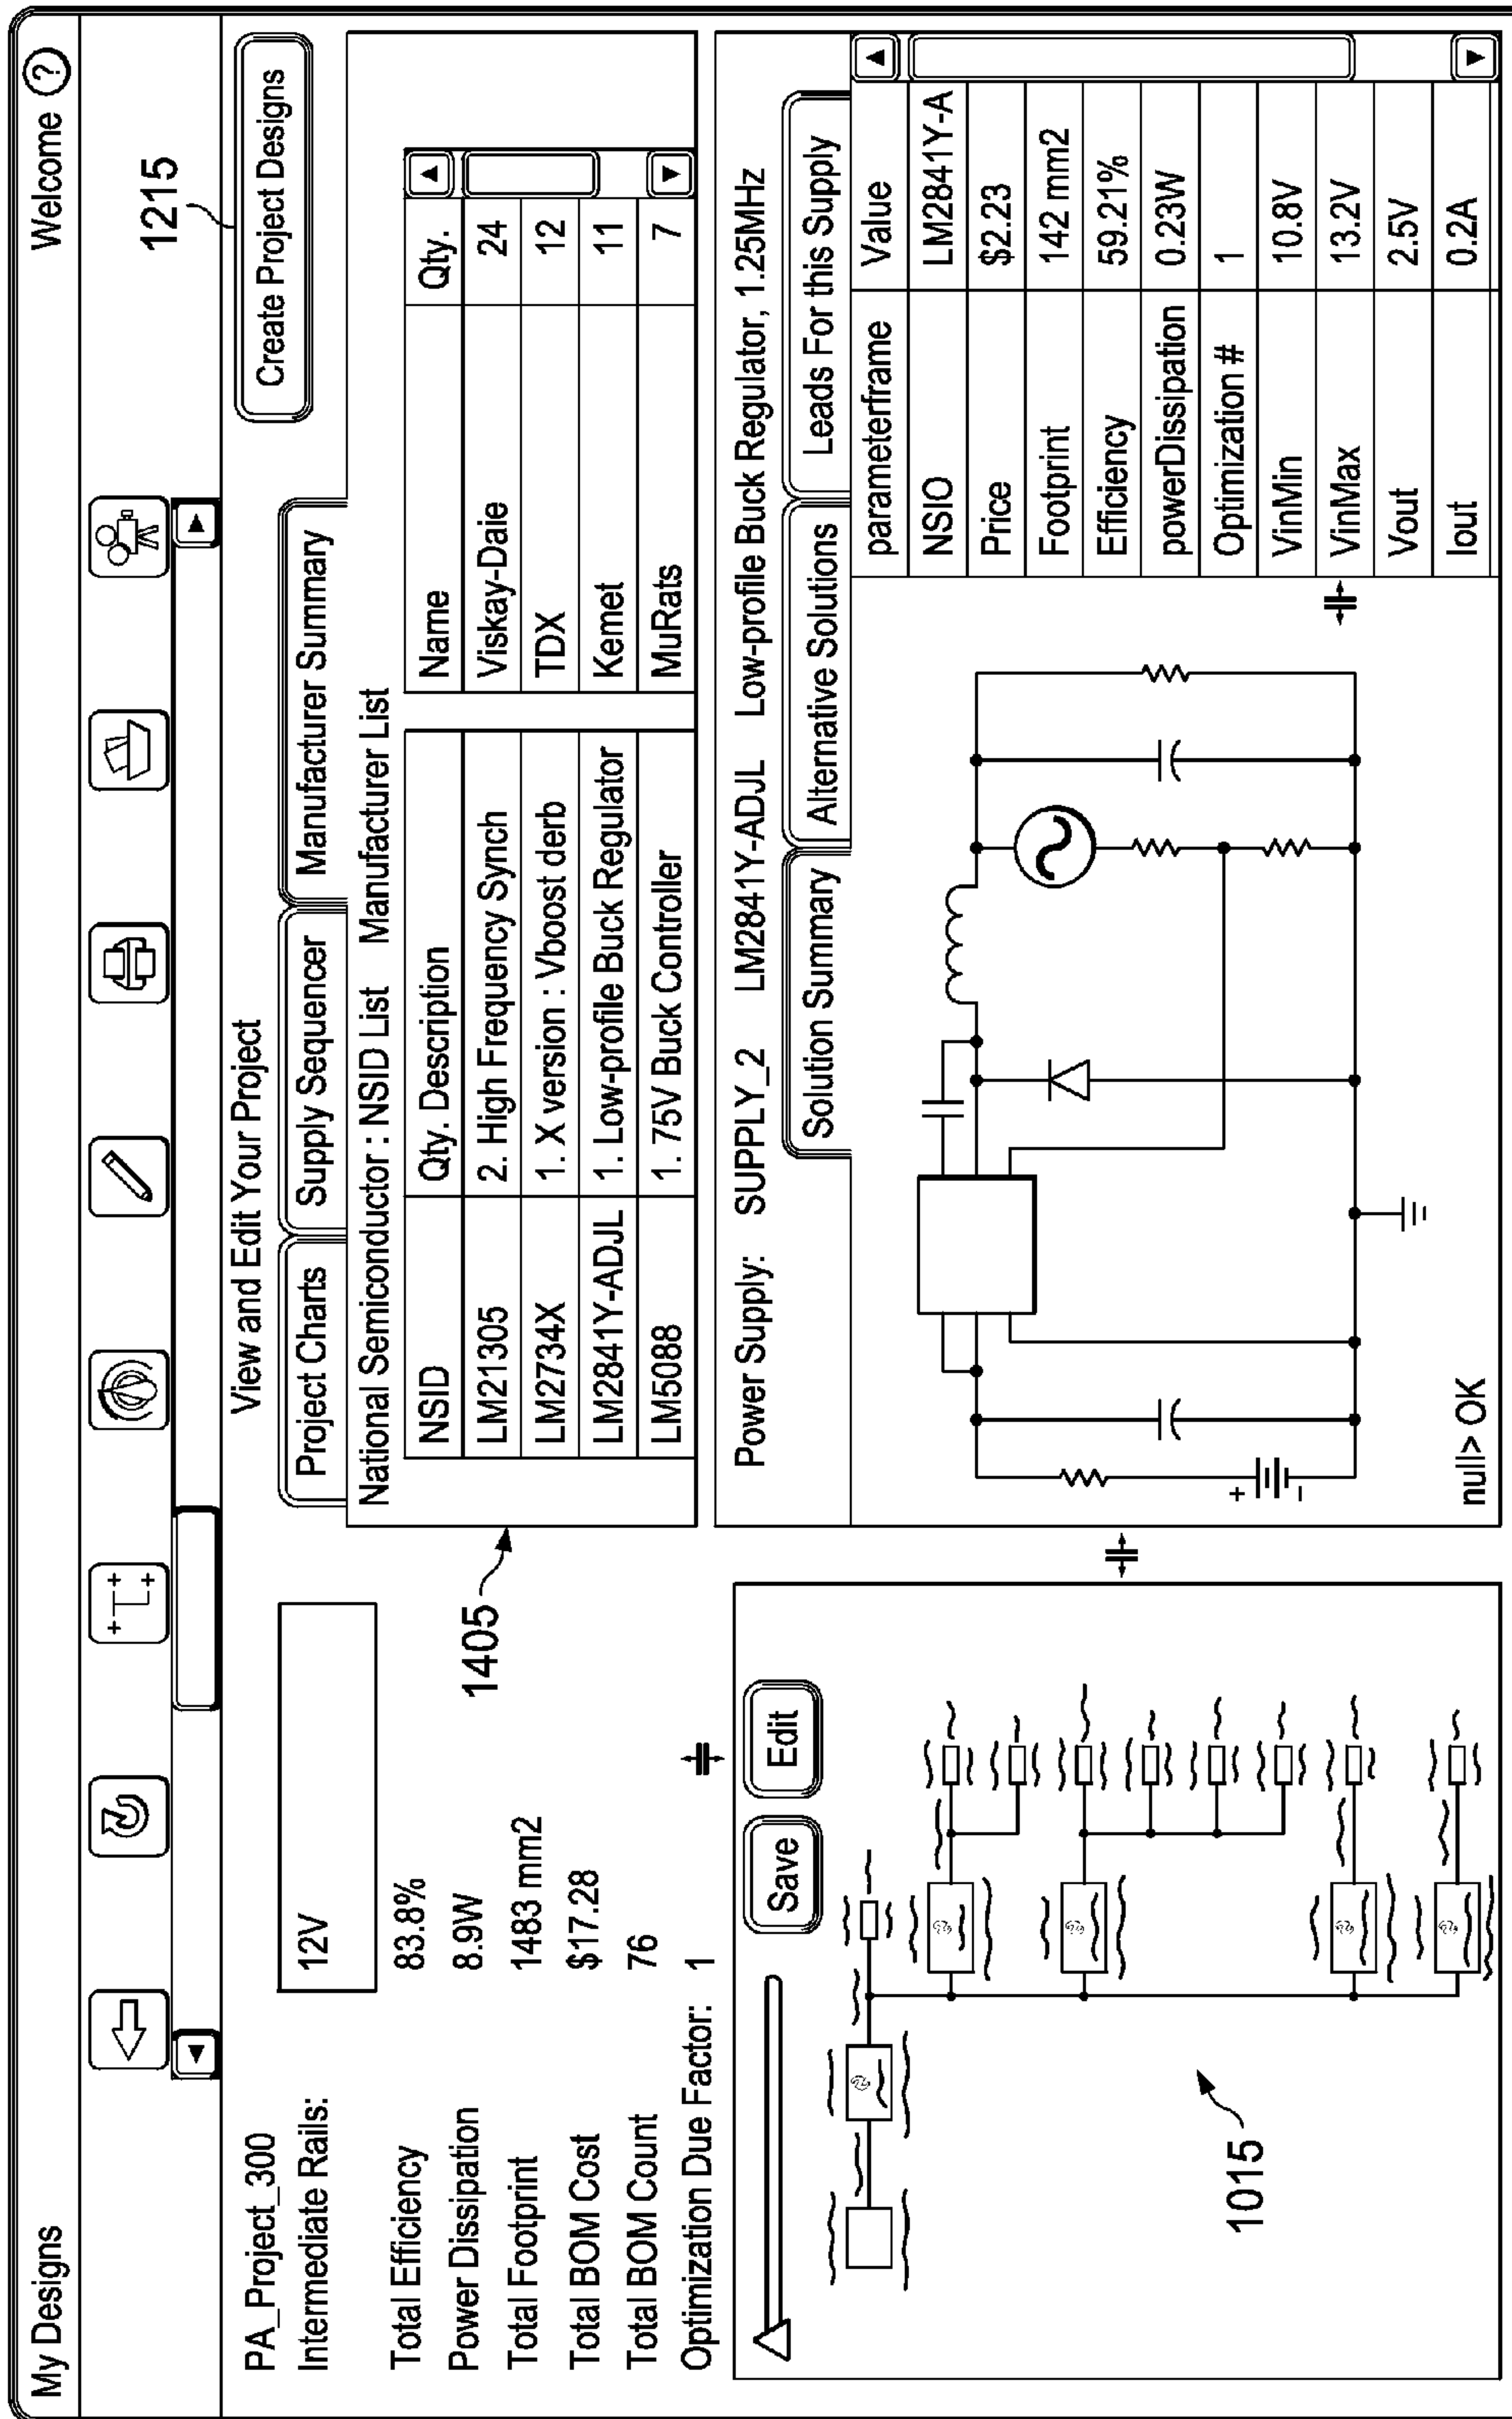 My Designs
Welcome ?
1215
PA_Project_300
View and Edit Your Project
Create Project Designs
Intermediate Rails: 12V
Total Efficiency 83.8%
Power Dissipation 8.9W
Total Footprint 1483 mm2
Total BOM Cost $17.28
Total BOM Count 76
Optimization Due Factor: 1
1405
Project Charts Supply Sequencer Manufacturer Summary
National Semiconductor : NSID List Manufacturer List
NSID Qty. Description
LM21305 2. High Frequency Synch
LM2734X 1. X version : Vboost derb
LM2841Y-ADJL 1. Low-profile Buck Regulator
LM5088 1. 75V Buck Controller
Name Qty.
Viskay-Daie 24
TDX 12
Kemet 11
MuRats 7
Save Edit
1015
Power Supply: SUPPLY_2 LM2841Y-ADJL Low-profile Buck Regulator, 1.25MHz
Solution Summary Alternative Solutions Leads For this Supply
+
-
null> OK
parameterframe Value
NSIO LM2841Y-A
Price $2.23
Footprint 142 mm2
Efficiency 59.21%
powerDissipation 0.23W
Optimization # 1
VinMin 10.8V
VinMax 13.2V
Vout 2.5V
Iout 0.2A